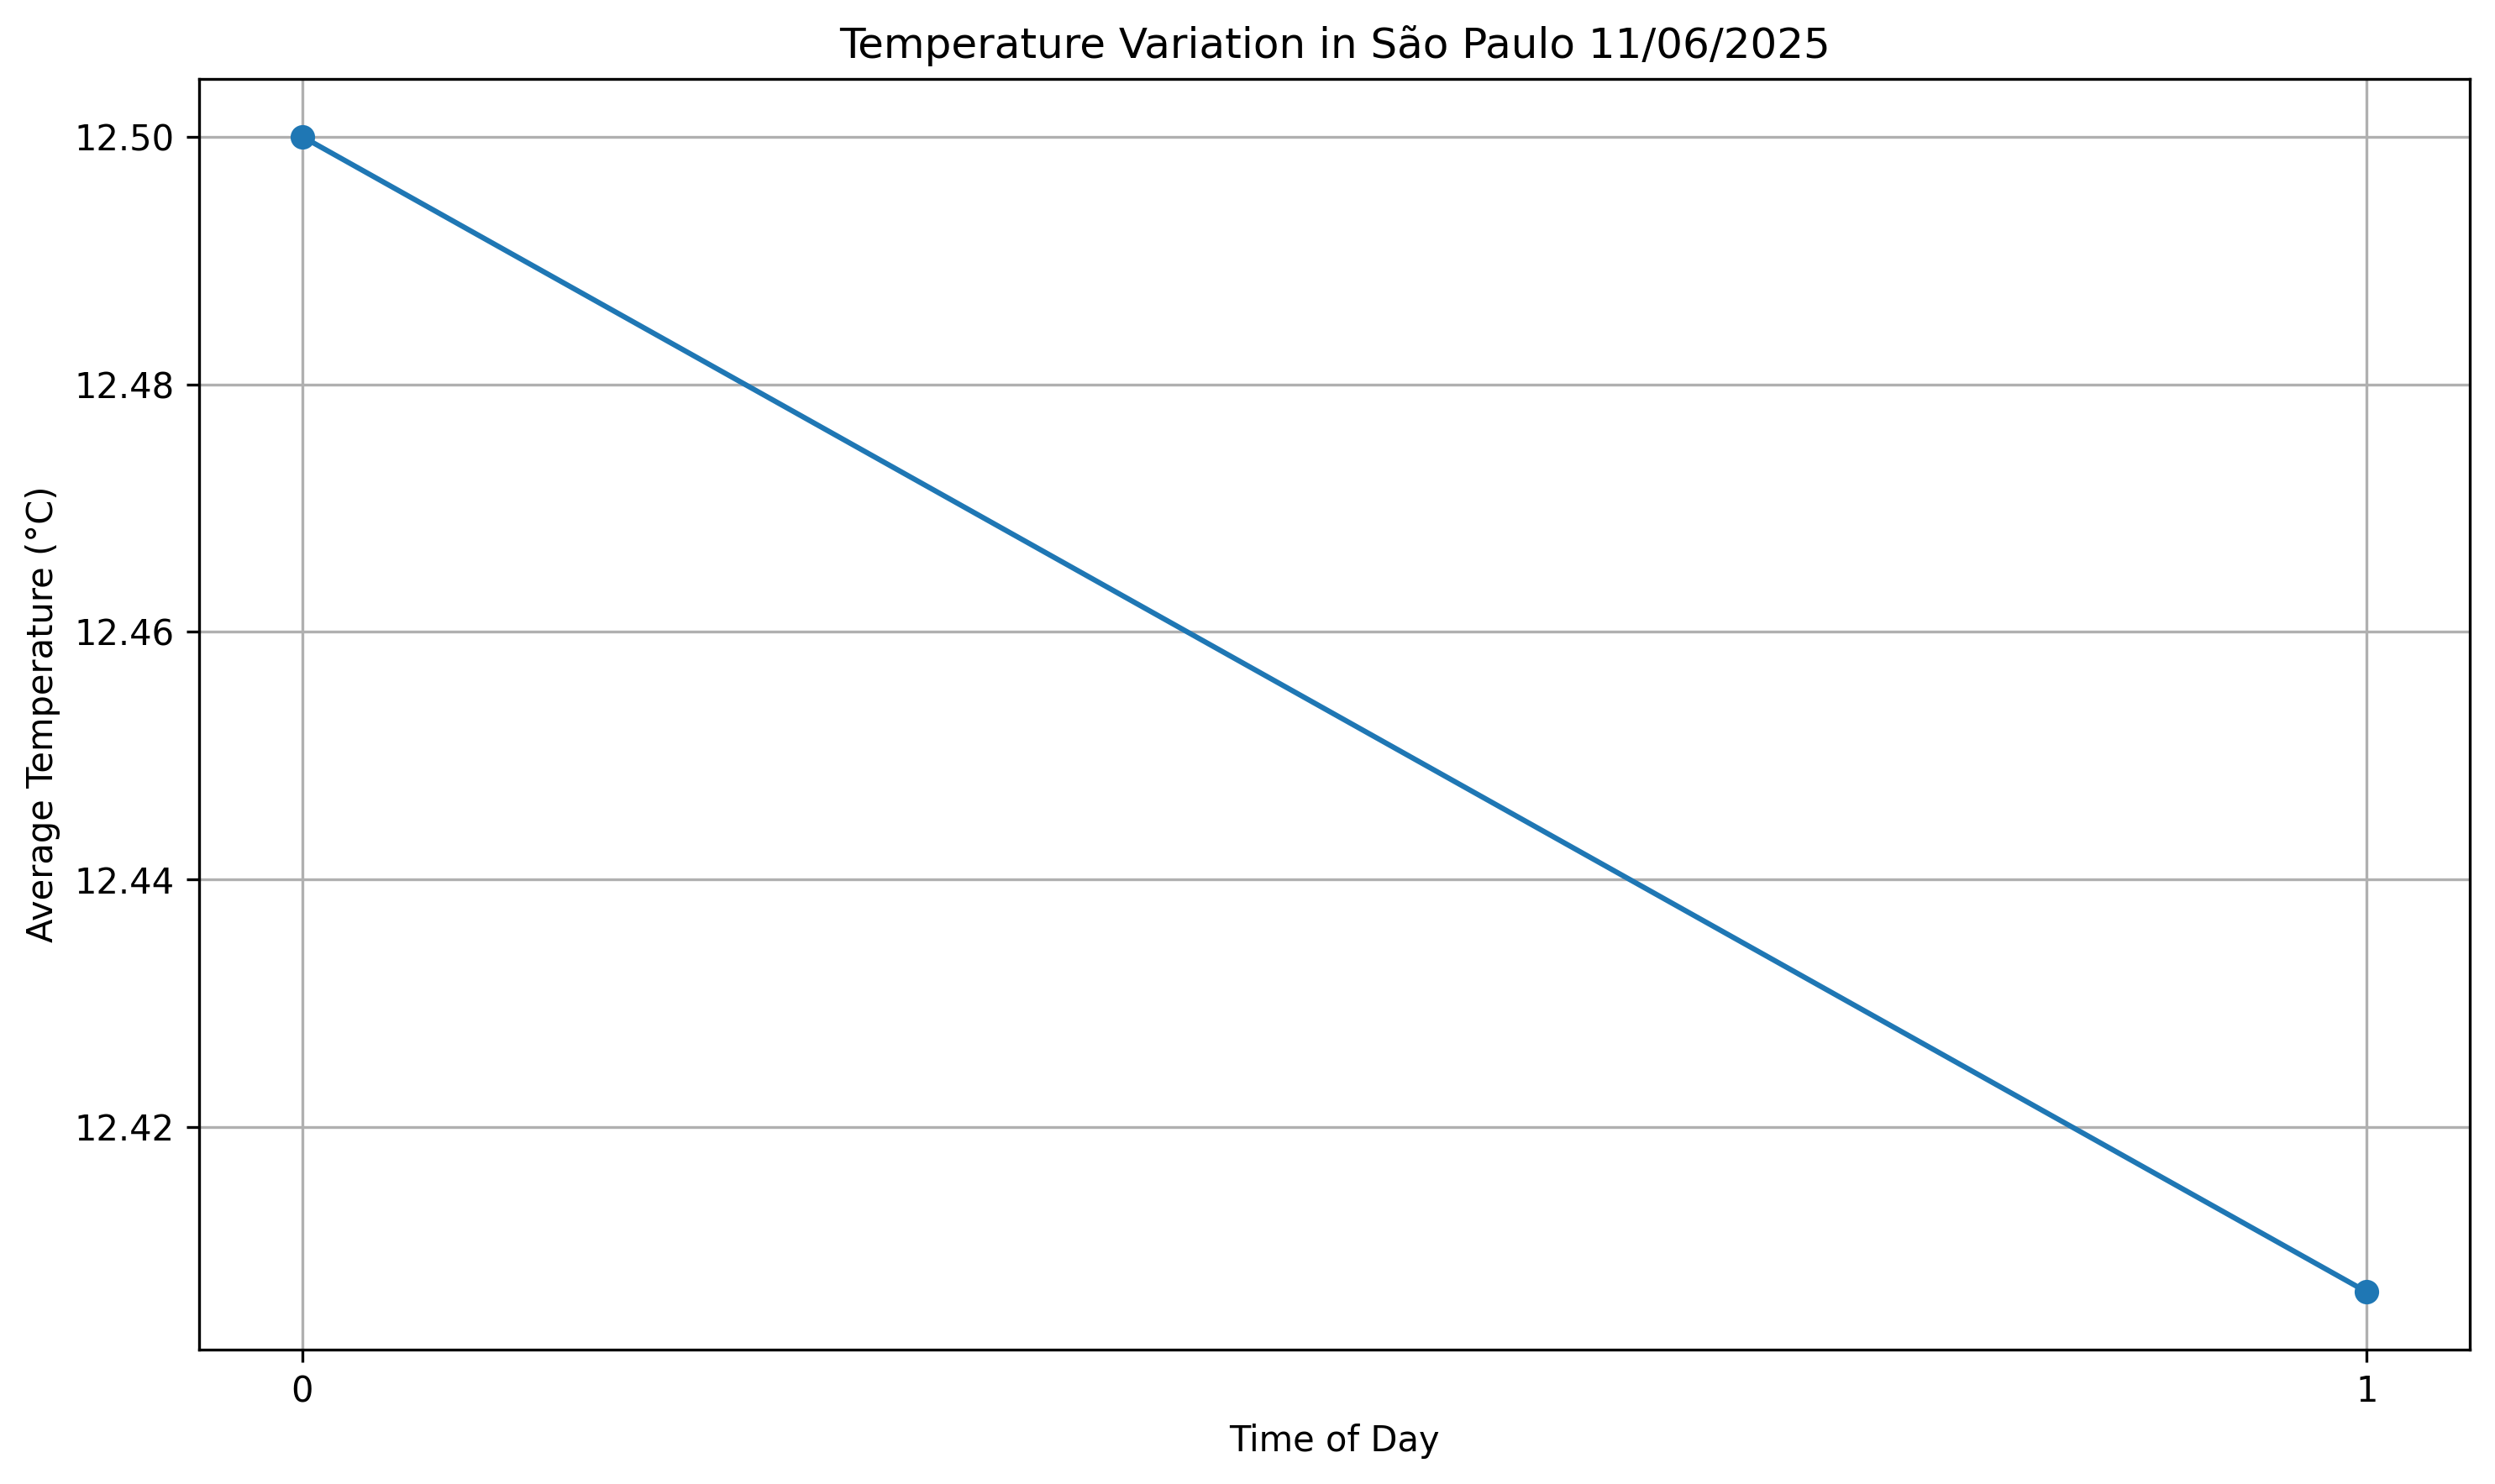 Temperature Variation in São Paulo 11/06/2025
Average Temperature (°C)
12.50
12.48
12.46
12.44
12.42
0
1
Time of Day